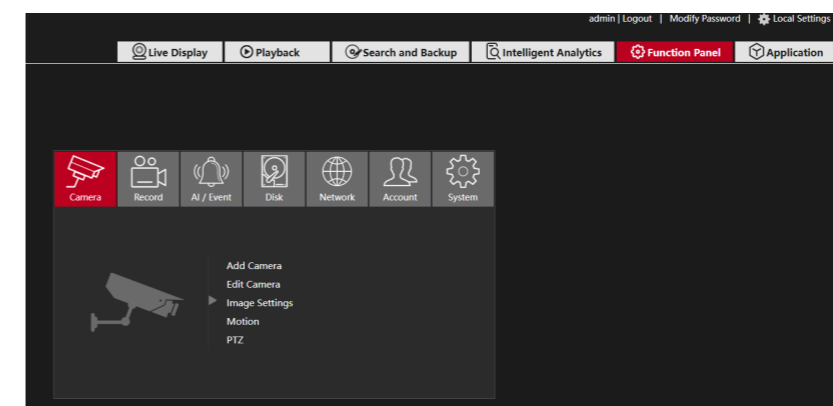 admin | Logout | Modify Password | Local Settings
Live Display Playback Search and Backup Intelligent Analytics Function Panel Application
Camera Record AI / Event Disk Network Account System
Add Camera
Edit Camera
Image Settings
Motion
PTZ